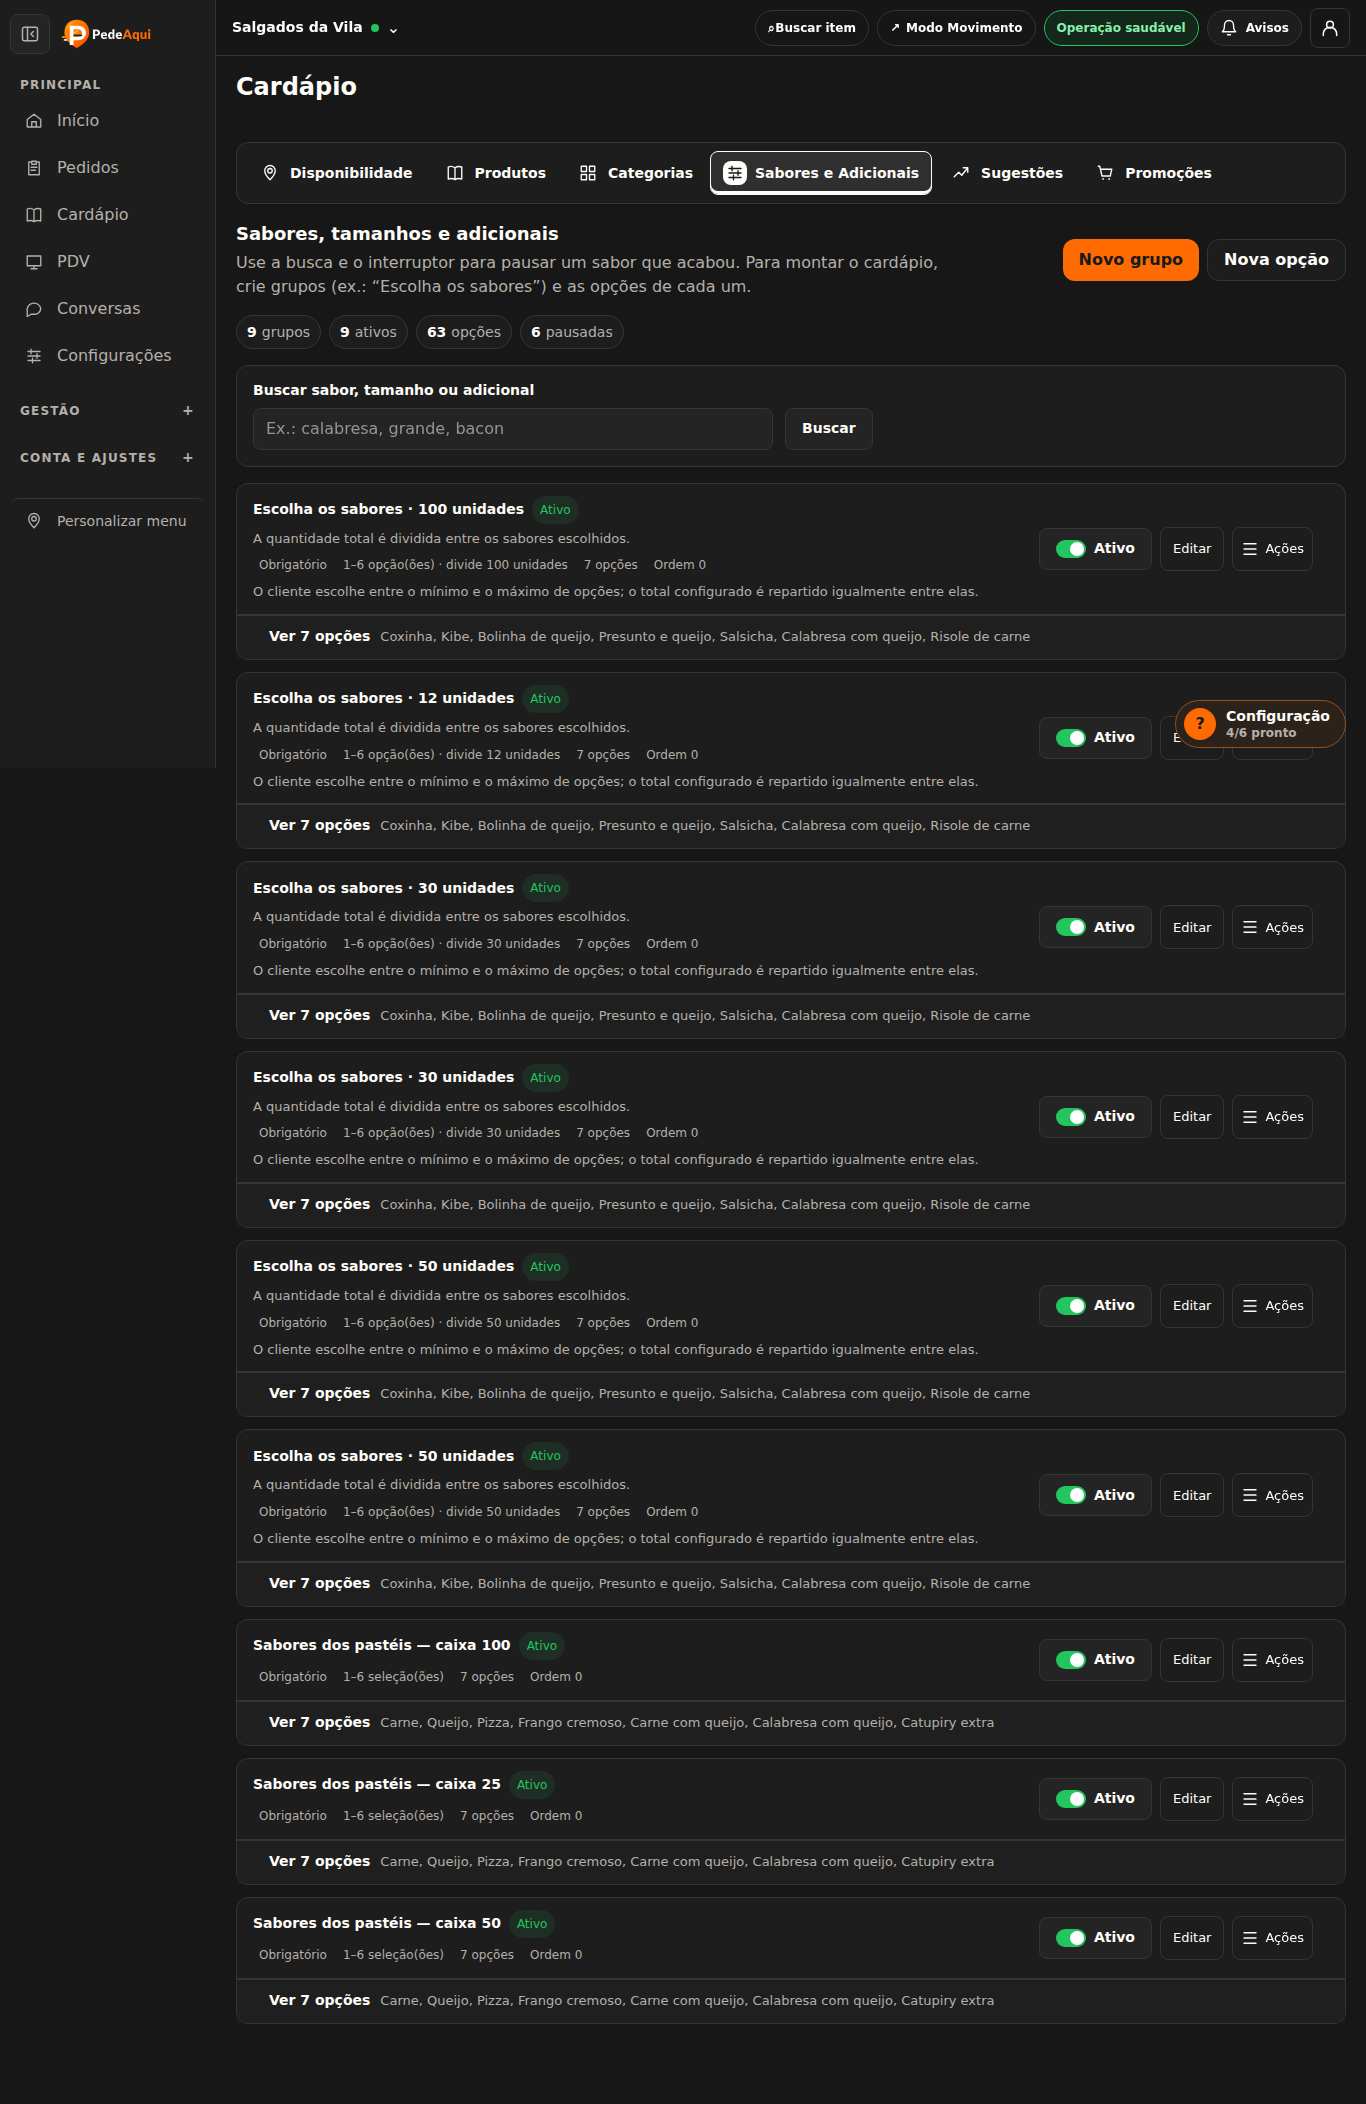 PedeAqui
PRINCIPAL
Início
Pedidos
Cardápio
PDV
Conversas
Configurações
GESTÃO +
CONTA E AJUSTES +
Personalizar menu
Salgados da Vila
Buscar item
Modo Movimento
Operação saudável
Avisos
Cardápio
Disponibilidade
Produtos
Categorias
Sabores e Adicionais
Sugestões
Promoções
Sabores, tamanhos e adicionais
Use a busca e o interruptor para pausar um sabor que acabou. Para montar o cardápio,
crie grupos (ex.: “Escolha os sabores”) e as opções de cada um.
Novo grupo
Nova opção
9 grupos
9 ativos
63 opções
6 pausadas
Buscar sabor, tamanho ou adicional
Ex.: calabresa, grande, bacon
Buscar
Escolha os sabores · 100 unidades Ativo
A quantidade total é dividida entre os sabores escolhidos.
Obrigatório 1–6 opção(ões) · divide 100 unidades 7 opções Ordem 0
O cliente escolhe entre o mínimo e o máximo de opções; o total configurado é repartido igualmente entre elas.
Ativo Editar Ações
Ver 7 opções Coxinha, Kibe, Bolinha de queijo, Presunto e queijo, Salsicha, Calabresa com queijo, Risole de carne
Escolha os sabores · 12 unidades Ativo
A quantidade total é dividida entre os sabores escolhidos.
Obrigatório 1–6 opção(ões) · divide 12 unidades 7 opções Ordem 0
O cliente escolhe entre o mínimo e o máximo de opções; o total configurado é repartido igualmente entre elas.
Ativo
? Configuração
4/6 pronto
Ver 7 opções Coxinha, Kibe, Bolinha de queijo, Presunto e queijo, Salsicha, Calabresa com queijo, Risole de carne
Escolha os sabores · 30 unidades Ativo
A quantidade total é dividida entre os sabores escolhidos.
Obrigatório 1–6 opção(ões) · divide 30 unidades 7 opções Ordem 0
O cliente escolhe entre o mínimo e o máximo de opções; o total configurado é repartido igualmente entre elas.
Ativo Editar Ações
Ver 7 opções Coxinha, Kibe, Bolinha de queijo, Presunto e queijo, Salsicha, Calabresa com queijo, Risole de carne
Escolha os sabores · 30 unidades Ativo
A quantidade total é dividida entre os sabores escolhidos.
Obrigatório 1–6 opção(ões) · divide 30 unidades 7 opções Ordem 0
O cliente escolhe entre o mínimo e o máximo de opções; o total configurado é repartido igualmente entre elas.
Ativo Editar Ações
Ver 7 opções Coxinha, Kibe, Bolinha de queijo, Presunto e queijo, Salsicha, Calabresa com queijo, Risole de carne
Escolha os sabores · 50 unidades Ativo
A quantidade total é dividida entre os sabores escolhidos.
Obrigatório 1–6 opção(ões) · divide 50 unidades 7 opções Ordem 0
O cliente escolhe entre o mínimo e o máximo de opções; o total configurado é repartido igualmente entre elas.
Ativo Editar Ações
Ver 7 opções Coxinha, Kibe, Bolinha de queijo, Presunto e queijo, Salsicha, Calabresa com queijo, Risole de carne
Escolha os sabores · 50 unidades Ativo
A quantidade total é dividida entre os sabores escolhidos.
Obrigatório 1–6 opção(ões) · divide 50 unidades 7 opções Ordem 0
O cliente escolhe entre o mínimo e o máximo de opções; o total configurado é repartido igualmente entre elas.
Ativo Editar Ações
Ver 7 opções Coxinha, Kibe, Bolinha de queijo, Presunto e queijo, Salsicha, Calabresa com queijo, Risole de carne
Sabores dos pastéis — caixa 100 Ativo
Obrigatório 1–6 seleção(ões) 7 opções Ordem 0
Ativo Editar Ações
Ver 7 opções Carne, Queijo, Pizza, Frango cremoso, Carne com queijo, Calabresa com queijo, Catupiry extra
Sabores dos pastéis — caixa 25 Ativo
Obrigatório 1–6 seleção(ões) 7 opções Ordem 0
Ativo Editar Ações
Ver 7 opções Carne, Queijo, Pizza, Frango cremoso, Carne com queijo, Calabresa com queijo, Catupiry extra
Sabores dos pastéis — caixa 50 Ativo
Obrigatório 1–6 seleção(ões) 7 opções Ordem 0
Ativo Editar Ações
Ver 7 opções Carne, Queijo, Pizza, Frango cremoso, Carne com queijo, Calabresa com queijo, Catupiry extra